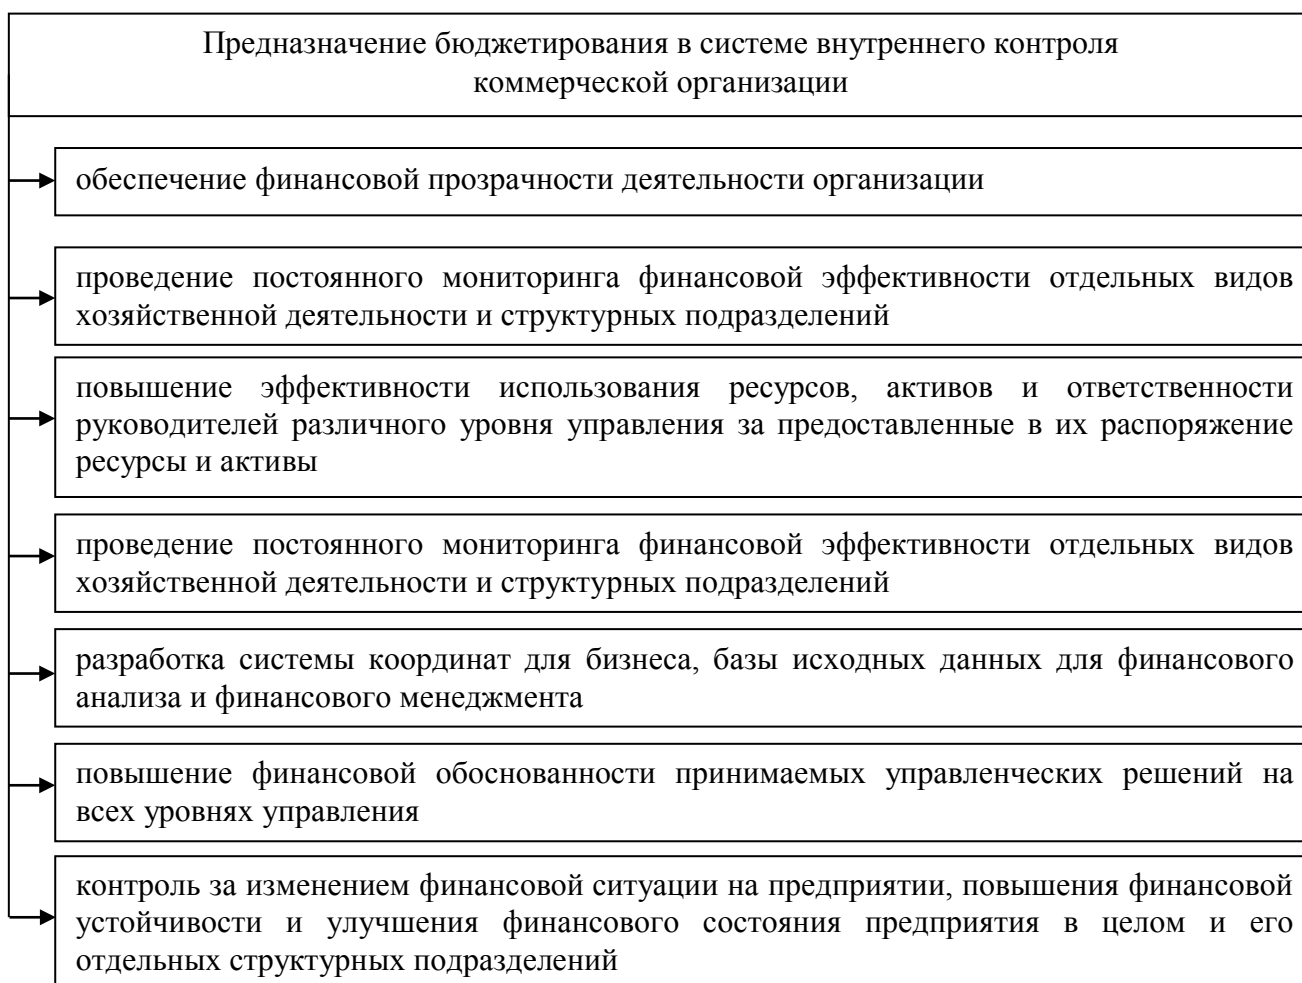 Предназначение бюджетирования в системе внутреннего контроля
коммерческой организации
обеспечение финансовой прозрачности деятельности организации
проведение постоянного мониторинга финансовой эффективности отдельных видов
хозяйственной деятельности и структурных подразделений
повышение эффективности использования ресурсов, активов и ответственности
руководителей различного уровня управления за предоставленные в их распоряжение
ресурсы и активы
проведение постоянного мониторинга финансовой эффективности отдельных видов
хозяйственной деятельности и структурных подразделений
разработка системы координат для бизнеса, базы исходных данных для финансового
анализа и финансового менеджмента
повышение финансовой обоснованности принимаемых управленческих решений на
всех уровнях управления
контроль за изменением финансовой ситуации на предприятии, повышения финансовой
устойчивости и улучшения финансового состояния предприятия в целом и его
отдельных структурных подразделений